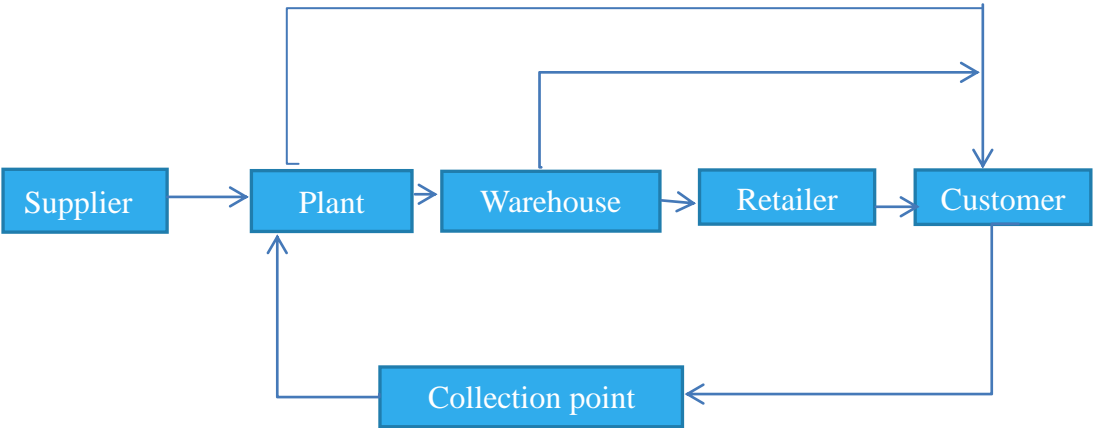 Supplier
Plant
Warehouse
Retailer
Customer
Collection point